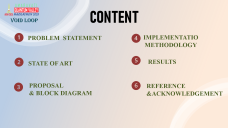 CONTENT
VOID LOOP
1 PROBLEM STATEMENT
2 STATE OF ART
3 PROPOSAL
& BLOCK DIAGRAM
4 IMPLEMENTATIO
METHODOLOGY
5 RESULTS
6 REFERENCE
&ACKNOWLEDGEMENT